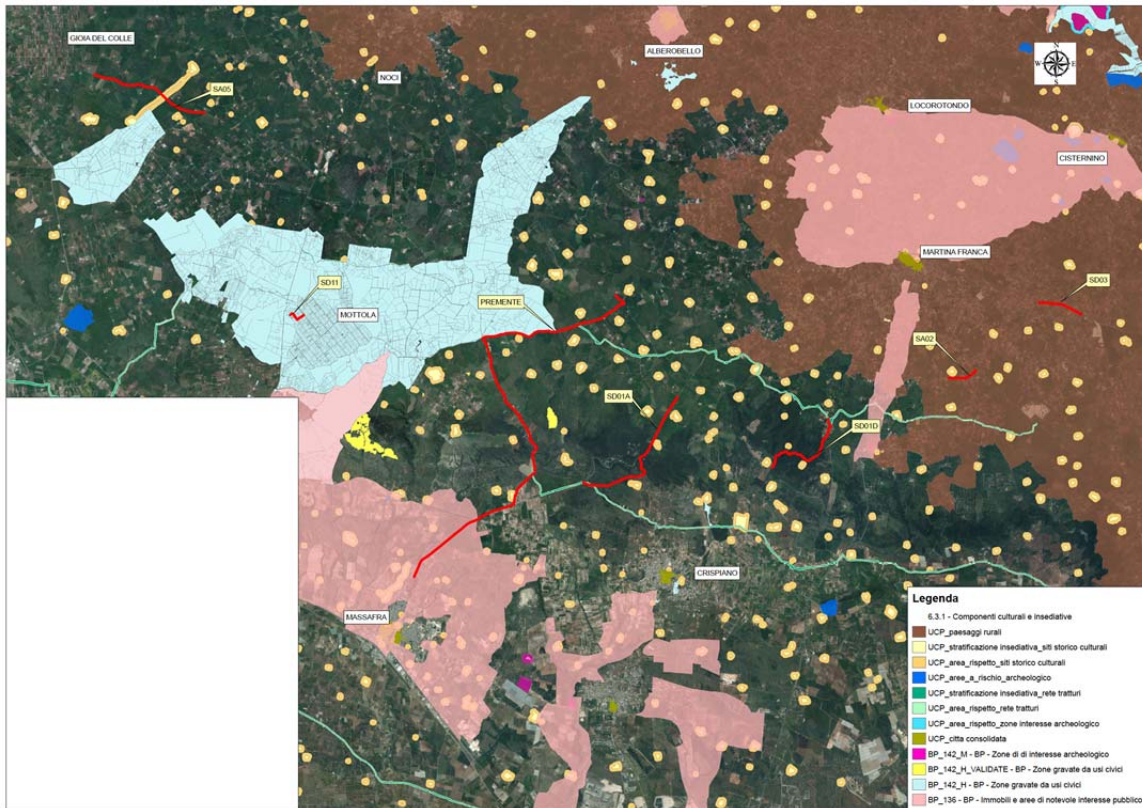 GIOIA DEL COLLE
ALBEROBELLO
N
W E
S
NOCI
SA05
LOCOROTONDO
CISTERNINO
MARTINA FRANCA
SD11
MOTTOLA
PREMENTE
SD03
SA02
SD01A
SD01D
CRISPIANO
MASSAFRA
Legenda
6.3.1 - Componenti culturali e insediative
UCP_paesaggi rurali
UCP_stratificazione insediativa_siti storico culturali
UCP_area_rispetto_siti storico culturali
UCP_aree_a_rischio_archeologico
UCP_stratificazione insediativa_rete tratturi
UCP_area_rispetto_rete tratturi
UCP_area_rispetto_zone interesse archeologico
UCP_citta consolidata
BP_142_M - BP - Zone di di interesse archeologico
BP_142_H_VALIDATE - BP - Zone gravate da usi civici
BP_142_H - BP - Zone gravate da usi civici
BP_136 - BP - Immobili e aree di notevole interesse pubblico